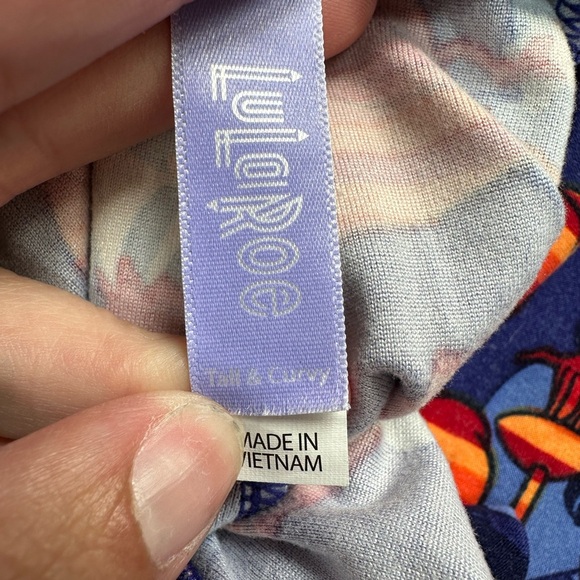 LuLaRoe
Tall & Curvy
MADE IN
VIETNAM